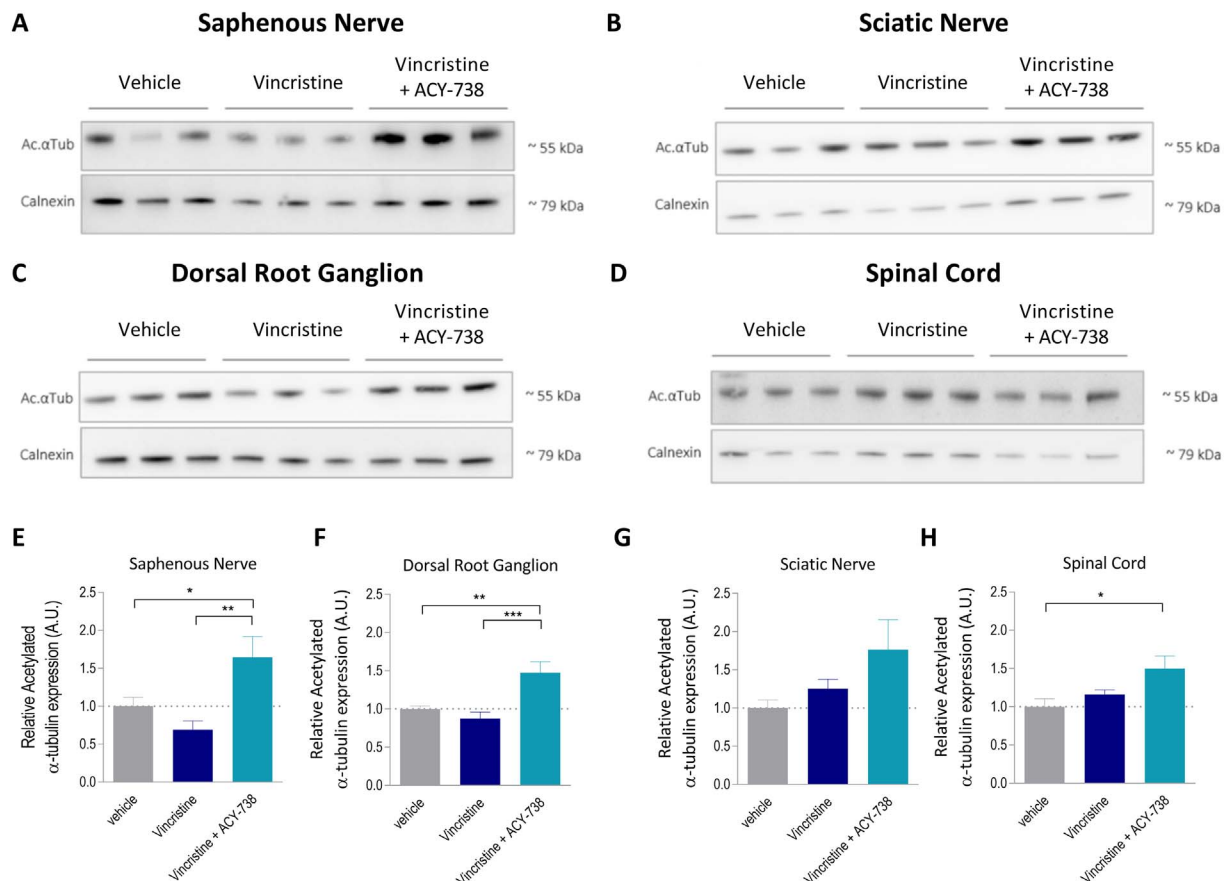 A
Saphenous Nerve
Vehicle
Vincristine
Vincristine
+ ACY-738
Ac.αTub
~ 55 kDa
Calnexin
~ 79 kDa
B
Sciatic Nerve
Vehicle
Vincristine
Vincristine
+ ACY-738
Ac.αTub
~ 55 kDa
Calnexin
~ 79 kDa
C
Dorsal Root Ganglion
Vehicle
Vincristine
Vincristine
+ ACY-738
Ac.αTub
~ 55 kDa
Calnexin
~ 79 kDa
D
Spinal Cord
Vehicle
Vincristine
Vincristine
+ ACY-738
Ac.αTub
~ 55 kDa
Calnexin
~ 79 kDa
E
Saphenous Nerve
Relative Acetylated
α-tubulin expression (A.U.)
2.5
2.0
1.5
1.0
0.5
0.0
*
**
vehicle
Vincristine
Vincristine + ACY-738
F
Dorsal Root Ganglion
Relative Acetylated
α-tubulin expression (A.U.)
2.5
2.0
1.5
1.0
0.5
0.0
**
***
vehicle
Vincristine
Vincristine + ACY-738
G
Sciatic Nerve
Relative Acetylated
α-tubulin expression (A.U.)
2.5
2.0
1.5
1.0
0.5
0.0
vehicle
Vincristine
Vincristine + ACY-738
H
Spinal Cord
Relative Acetylated
α-tubulin expression (A.U.)
2.5
2.0
1.5
1.0
0.5
0.0
*
vehicle
Vincristine
Vincristine + ACY-738